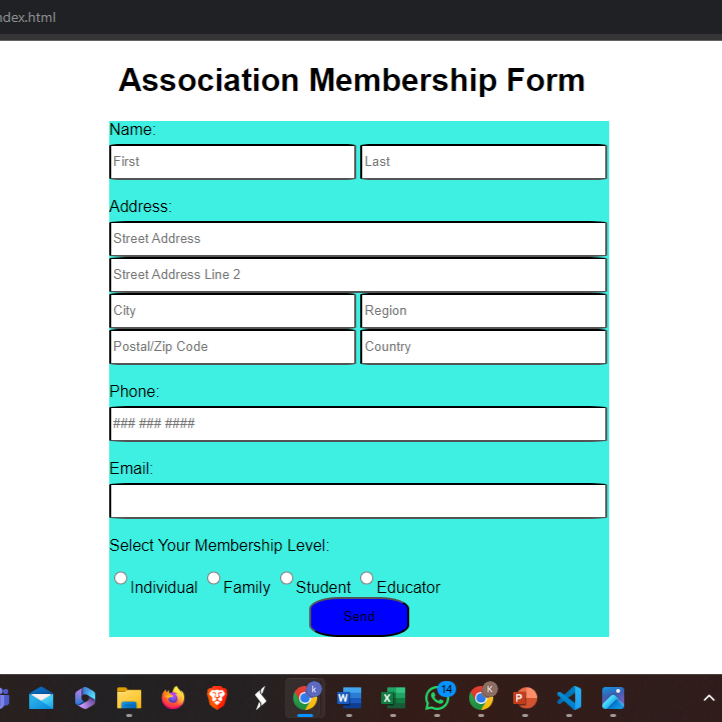 ndex.html
Association Membership Form
Name:
First Last
Address:
Street Address
Street Address Line 2
City Region
Postal/Zip Code Country
Phone:
### ### ####
Email:
Select Your Membership Level:
Individual Family Student Educator
Send
k W X 14 K P